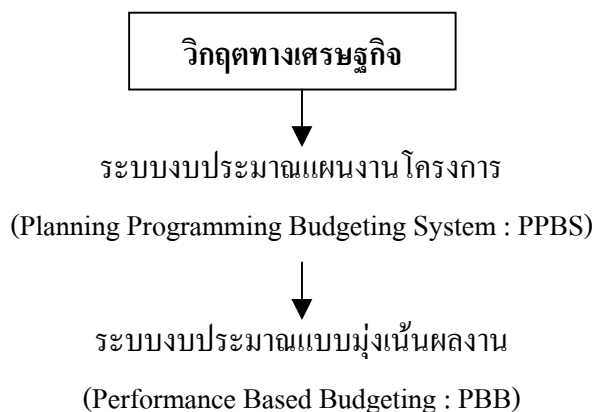 วิกฤตทางเศรษฐกิจ
ระบบงบประมาณแผนงานโครงการ
(Planning Programming Budgeting System : PPBS)
ระบบงบประมาณแบบมุ่งเน้นผลงาน
(Performance Based Budgeting : PBB)